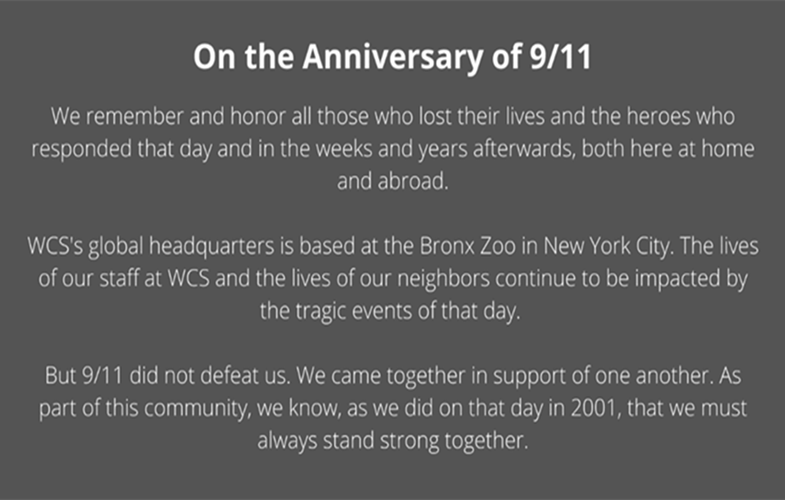 On the Anniversary of 9/11
We remember and honor all those who lost their lives and the heroes who
responded that day and in the weeks and years afterwards, both here at home
and abroad.
WCS's global headquarters is based at the Bronx Zoo in New York City. The lives
of our staff at WCS and the lives of our neighbors continue to be impacted by
the tragic events of that day.
But 9/11 did not defeat us. We came together in support of one another. As
part of this community, we know, as we did on that day in 2001, that we must
always stand strong together.